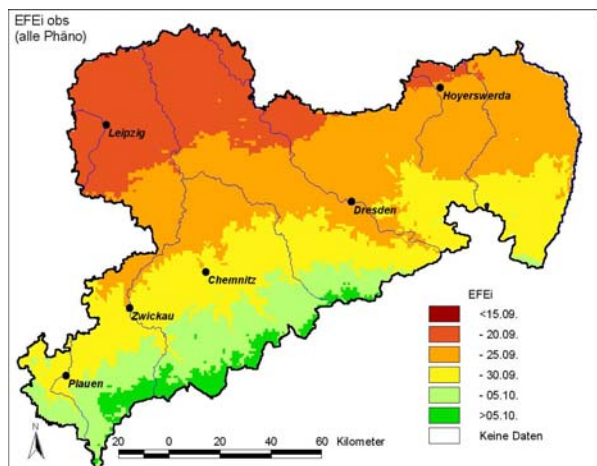 EFEi obs
(alle Phäno)
Hoyerswerda
Leipzig
Dresden
Chemnitz
Zwickau
Plauen
EFEi
<15.09.
- 20.09.
- 25.09.
- 30.09.
- 05.10.
>05.10.
Keine Daten
N
20 0 20 40 60 Kilometer